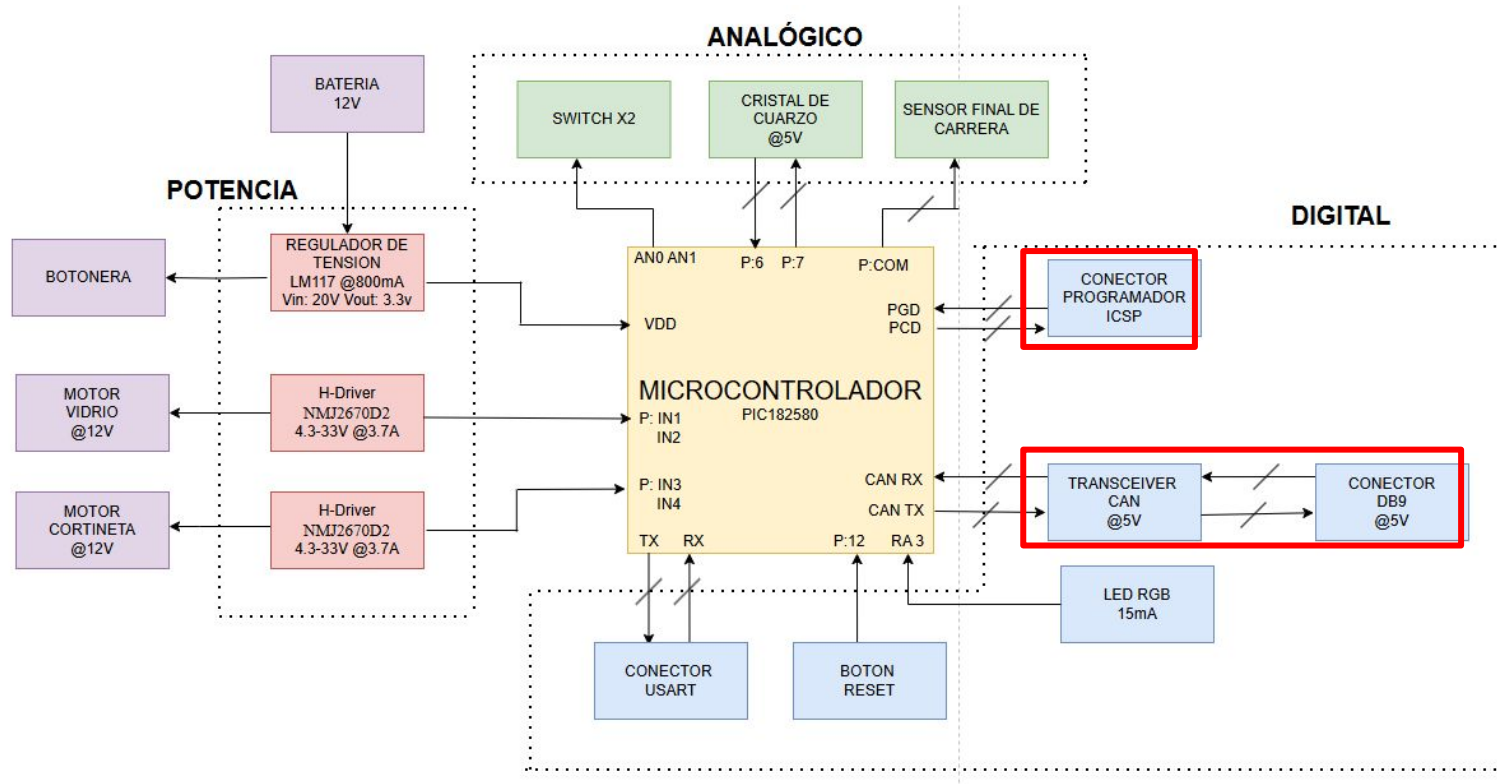 ANALÓGICO
BATERIA
12V
SWITCH X2
CRISTAL DE
CUARZO
@5V
SENSOR FINAL DE
CARRERA
POTENCIA
DIGITAL
BOTONERA
REGULADOR DE
TENSION
LM117 @800mA
Vin: 20V Vout: 3.3v
AN0 AN1
P:6
P:7
P:COM
VDD
PGD
PCD
CONECTOR
PROGRAMADOR
ICSP
MICROCONTROLADOR
PIC182580
MOTOR
VIDRIO
@12V
H-Driver
NMJ2670D2
4.3-33V @3.7A
P: IN1
IN2
MOTOR
CORTINETA
@12V
H-Driver
NMJ2670D2
4.3-33V @3.7A
P: IN3
IN4
CAN RX
CAN TX
TRANSCEIVER
CAN
@5V
CONECTOR
DB9
@5V
TX
RX
P:12
RA 3
LED RGB
15mA
CONECTOR
USART
BOTON
RESET